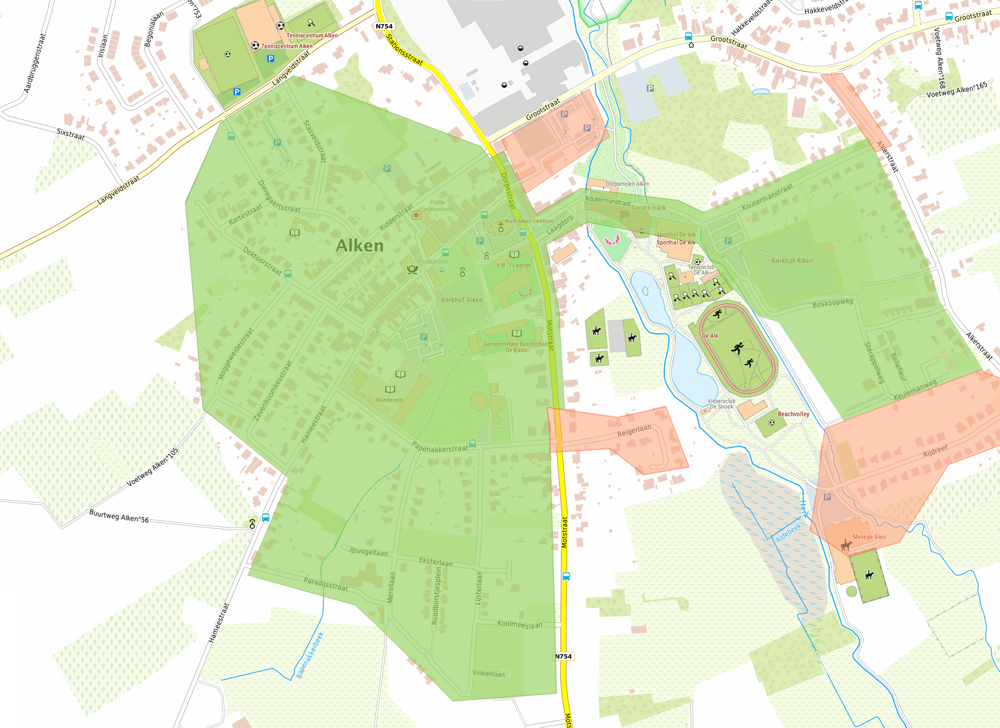 N754
Stationsstraat
Tenniscentrum Alken
Tenniscentrum Alken
P
P
Langveldstraat
Begonialaan
Irislaan
Aardbruggenstraat
Sixstraat
Langveldstraat
Grootstraat
Grootstraat
Grootstraat
Hakkeveldstraat
Voetweg Alken°168
Voetweg Alken°165
P
P
P
P
P
Stasveldstraat
Dieregaertstraat
Kortestraat
Ridderstraat
Doktoorstraat
Politie
(wijkkantoor)
Dorpsstraat
Kerk Alken-centrum
Laagdorp
Koutermanstraat
Dorpsmolen Alken
Gocars-track
Koutermanstraat
Alkerstraat
Sporthal De Alk
Sporthal De Alk
Tennisclub
De Alk
P
Kerkhof Alken
Boskoopweg
Alken
P
Postkantoor
V.B. 't Laantje
Kerkhof Alken
Motstraat
P
Gemeentelijke Basisschool
De Basis
Wonderwijs
Moggeweidestraat
Zevenboomkesstraat
Hameestraat
Papenakkerstraat
Reigerlaan
De Alk
Vissersclub
De Snoek
Beachvolley
Sterappelweg
Bellefleur
Keulemanweg
Alkerstraat
Rijdreef
P
Herk
Aldebeek
Manege Alius
Voetweg Alken°105
Buurtweg Alken°56
Hameestraat
Ijsvogellaan
Eksterlaan
Paradijsstraat
Merellaan
Roodborstjesplein
Lijsterlaan
Koolmeeslaan
Vinkenlaan
Motstraat
N754
Bapenakkerbeek